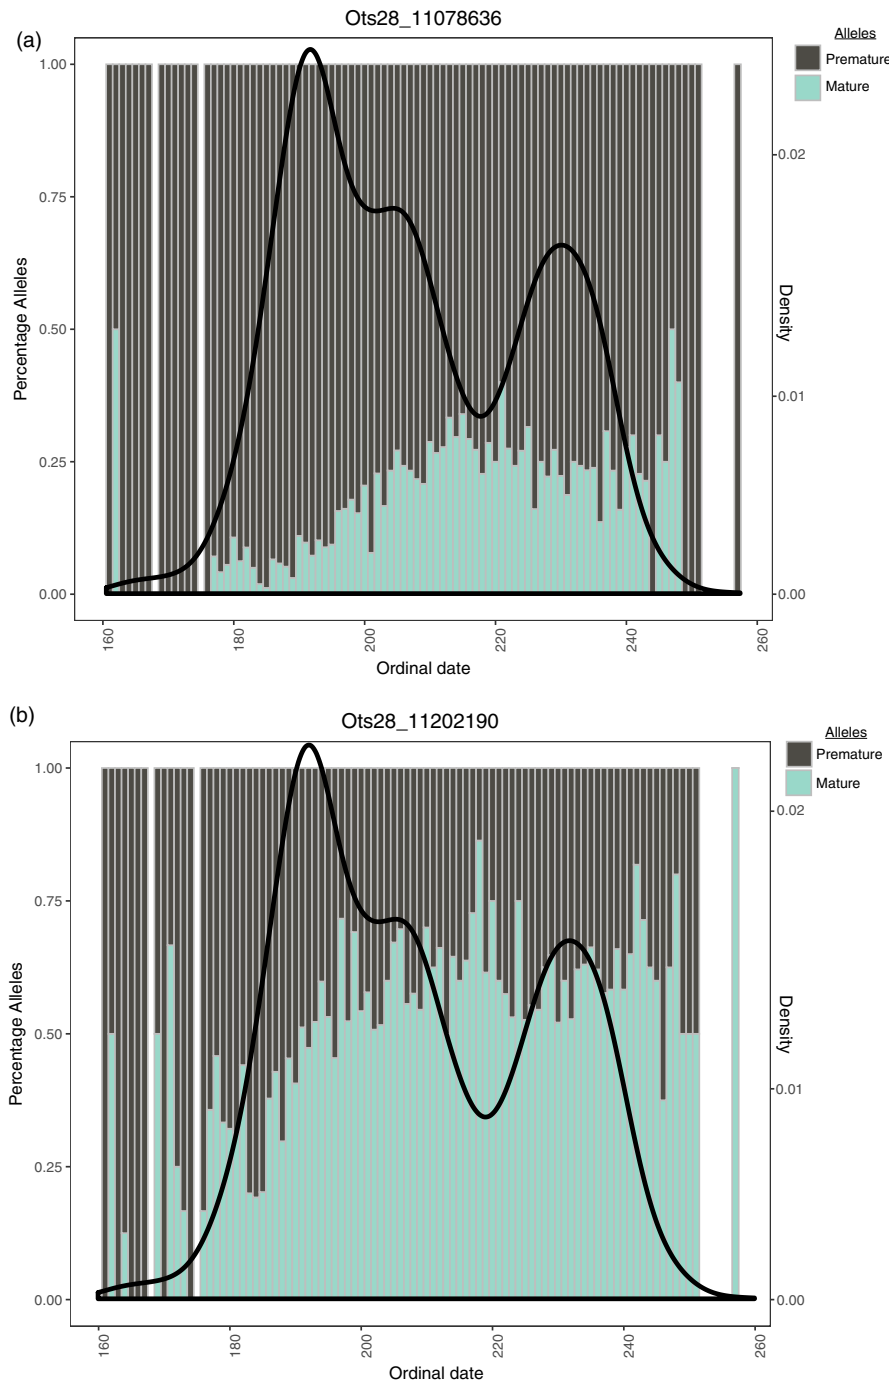 (a)
Ots28_11078636
Alleles
Premature
Mature
1.00
0.75
0.50
0.25
0.00
Percentage Alleles
0.02
0.01
0.00
Density
160
180
200
220
240
260
Ordinal date
(b)
Ots28_11202190
Alleles
Premature
Mature
1.00
0.75
0.50
0.25
0.00
Percentage Alleles
0.02
0.01
0.00
Density
160
180
200
220
240
260
Ordinal date